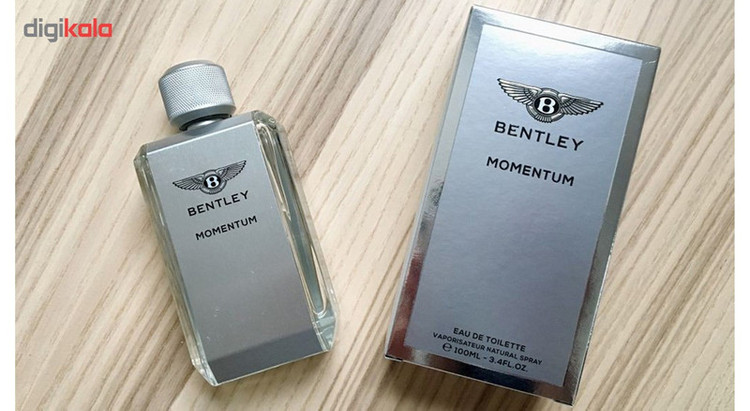 digikala
B
BENTLEY
MOMENTUM
B
BENTLEY
MOMENTUM
EAU DE TOILETTE
VAPORISATEUR NATURAL SPRAY
℮ 100ML - 3.4FL.OZ.